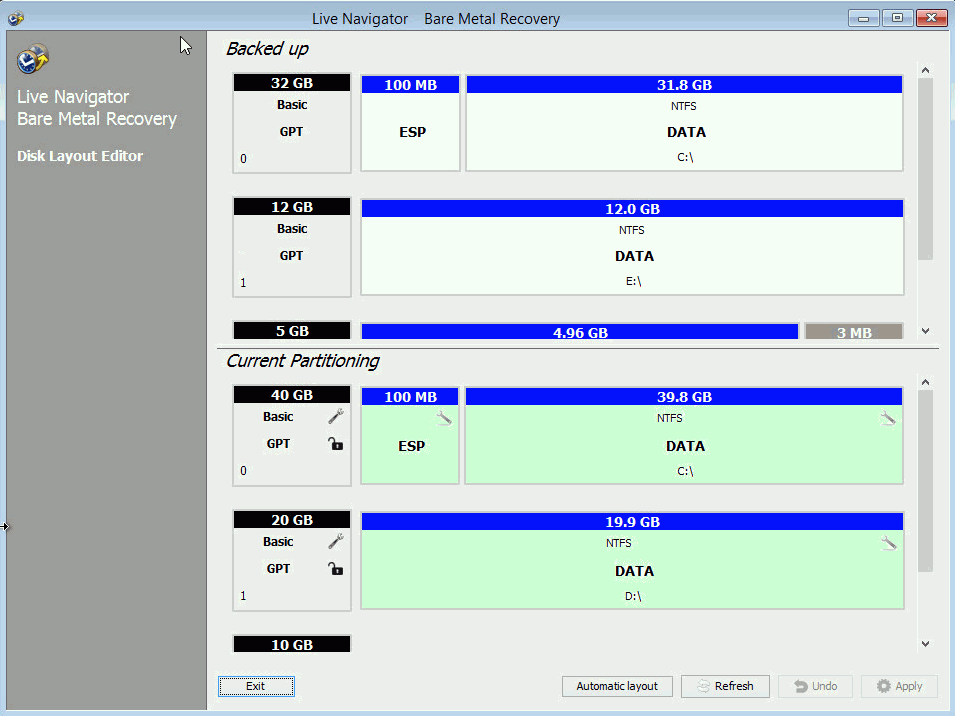 Live Navigator Bare Metal Recovery
Live Navigator
Bare Metal Recovery
Disk Layout Editor
Backed up
32 GB
Basic
GPT
0
100 MB
ESP
31.8 GB
NTFS
DATA
C:\
12 GB
Basic
GPT
1
12.0 GB
NTFS
DATA
E:\
5 GB
4.96 GB
3 MB
Current Partitioning
40 GB
Basic
GPT
0
100 MB
ESP
39.8 GB
NTFS
DATA
C:\
20 GB
Basic
GPT
1
19.9 GB
NTFS
DATA
D:\
10 GB
Exit
Automatic layout
Refresh
Undo
Apply